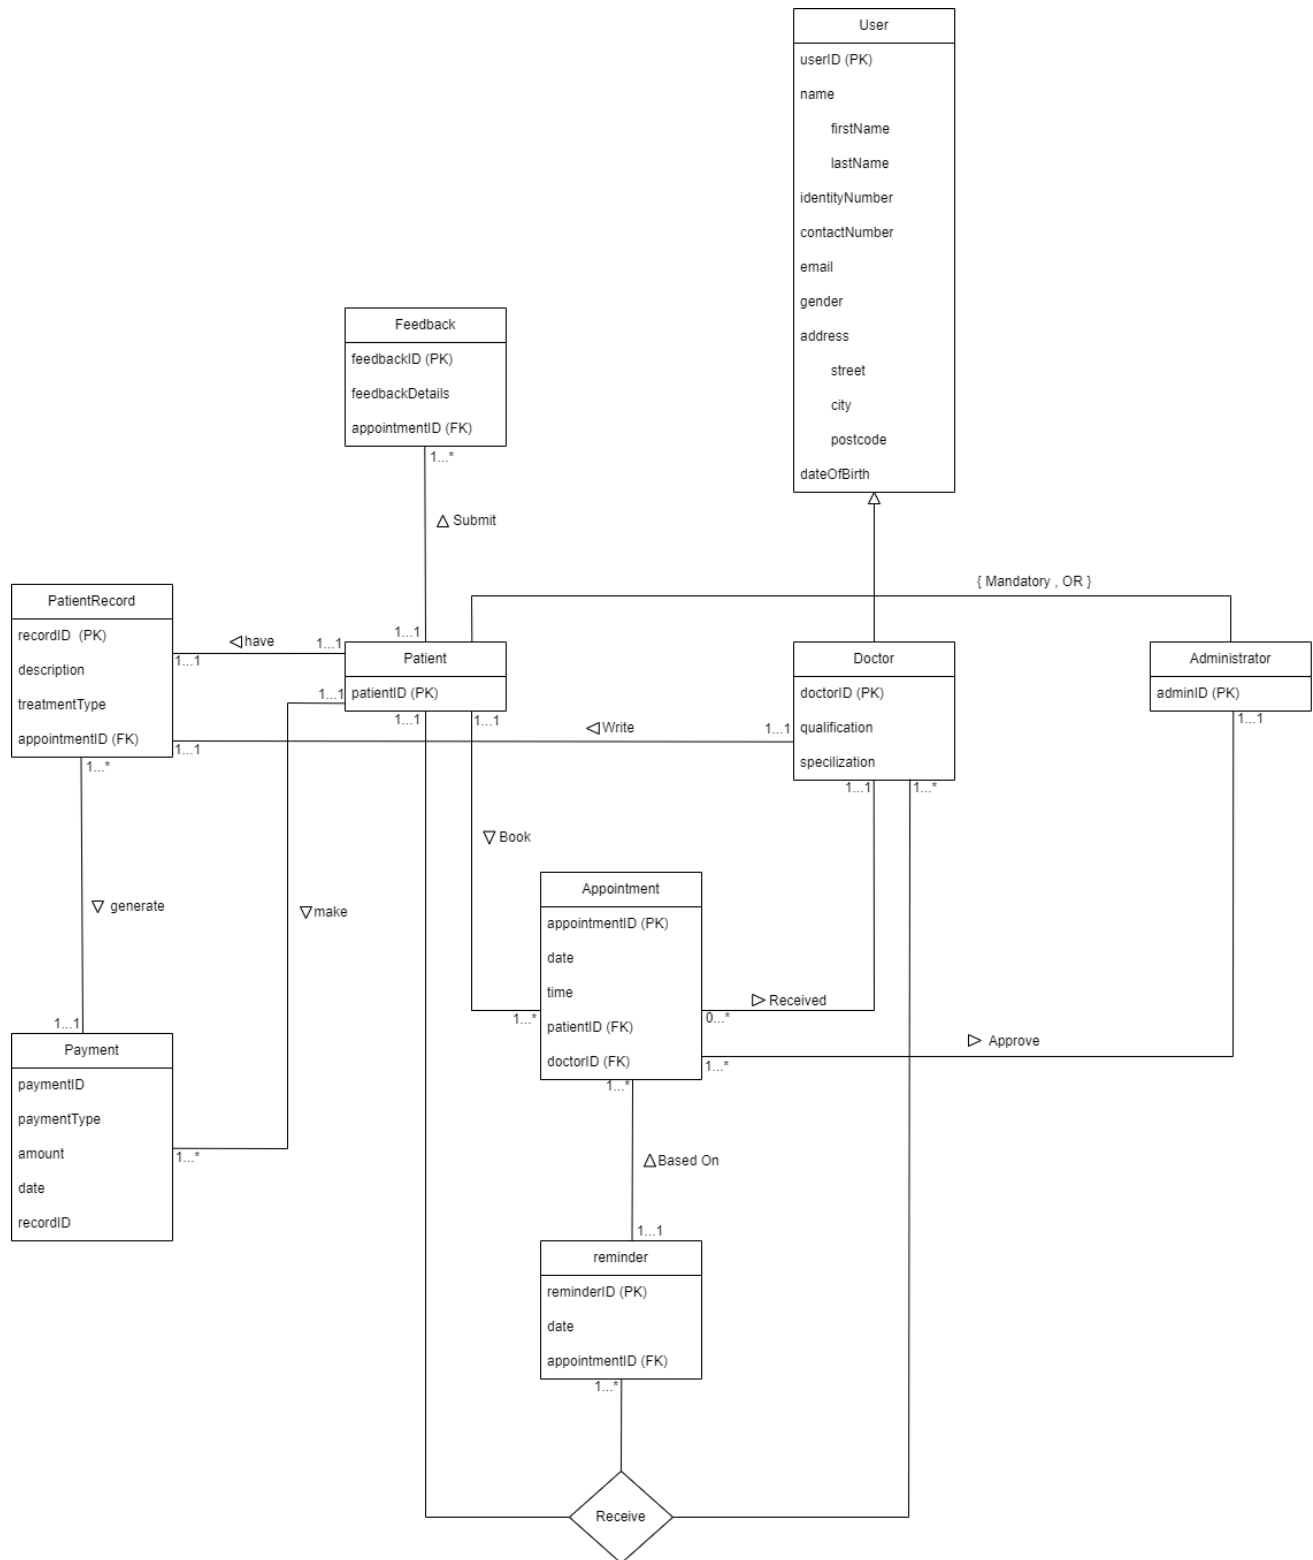 User
userID (PK)
name
firstName
lastName
identityNumber
contactNumber
email
gender
address
street
city
postcode
dateOfBirth
Feedback
feedbackID (PK)
feedbackDetails
appointmentID (FK)
1...*
Submit
{ Mandatory , OR }
PatientRecord
recordID (PK)
description
treatmentType
appointmentID (FK)
1...1
have
1...1
1...1
Patient
patientID (PK)
1...1
1...1
1...1
Doctor
doctorID (PK)
qualification
specilization
Administrator
adminID (PK)
1...1
1...1
Write
1...1
1...*
1...1
1...*
Book
generate
make
Appointment
appointmentID (PK)
date
time
patientID (FK)
doctorID (FK)
1...*
Received
0...*
Approve
1...*
1...*
1...1
Payment
paymentID
paymentType
amount
date
recordID
1...*
Based On
1...1
reminder
reminderID (PK)
date
appointmentID (FK)
1...*
Receive